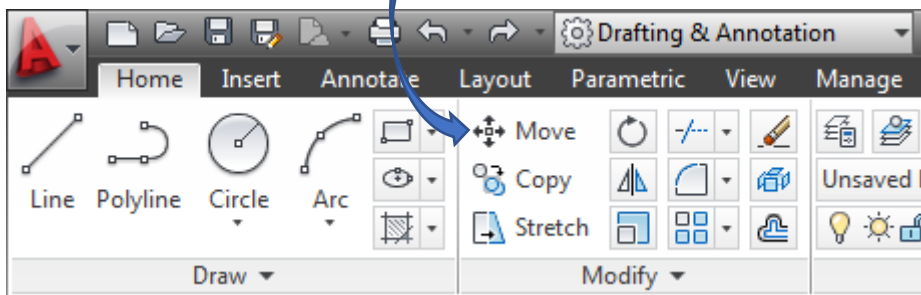 Drafting & Annotation
Home Insert Annotate Layout Parametric View Manage
Move
Copy
Line Polyline Circle Arc
Unsaved
Stretch
Draw Modify